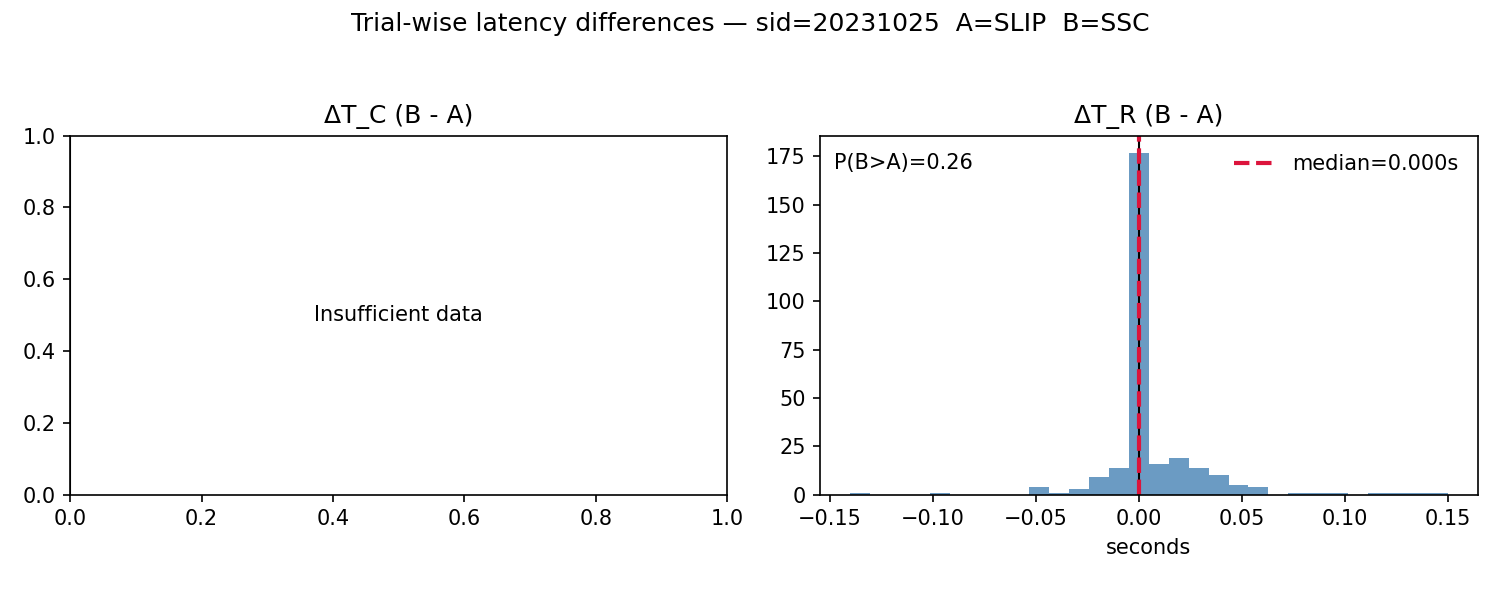 Trial-wise latency differences — sid=20231025  A=SLIP  B=SSC
ΔT_C (B - A)
1.0
0.8
0.6
0.4
0.2
0.0
Insufficient data
0.0 0.2 0.4 0.6 0.8 1.0
ΔT_R (B - A)
175
150
125
100
75
50
25
0
P(B>A)=0.26
median=0.000s
−0.15 −0.10 −0.05 0.00 0.05 0.10 0.15
seconds